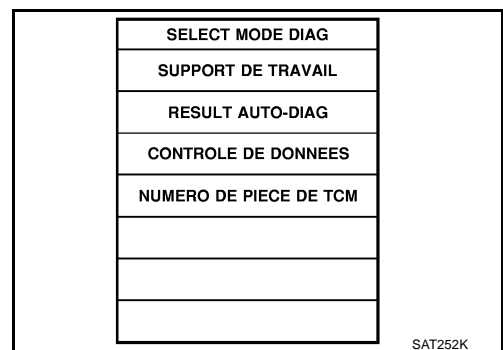 SELECT MODE DIAG
SUPPORT DE TRAVAIL
RESULT AUTO-DIAG
CONTROLE DE DONNEES
NUMERO DE PIECE DE TCM
SAT252K